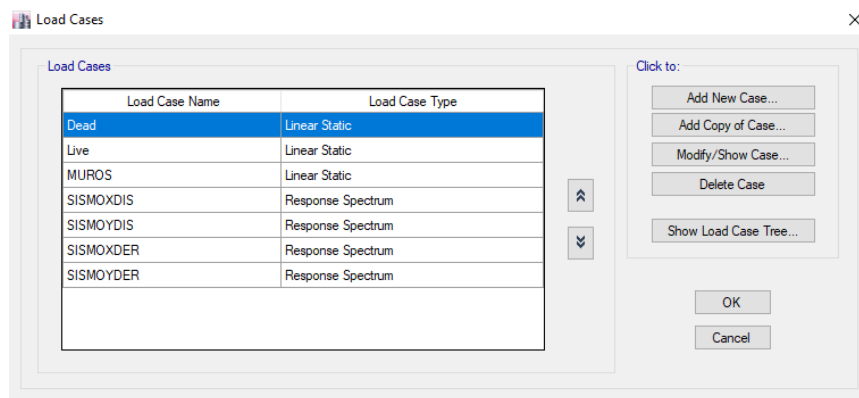 Load Cases
Load Cases
Click to:
Load Case Name Load Case Type
Dead Linear Static
Live Linear Static
MUROS Linear Static
SISMOXDIS Response Spectrum
SISMOYDIS Response Spectrum
SISMOXDER Response Spectrum
SISMOYDER Response Spectrum
Add New Case...
Add Copy of Case...
Modify/Show Case...
Delete Case
Show Load Case Tree...
OK
Cancel